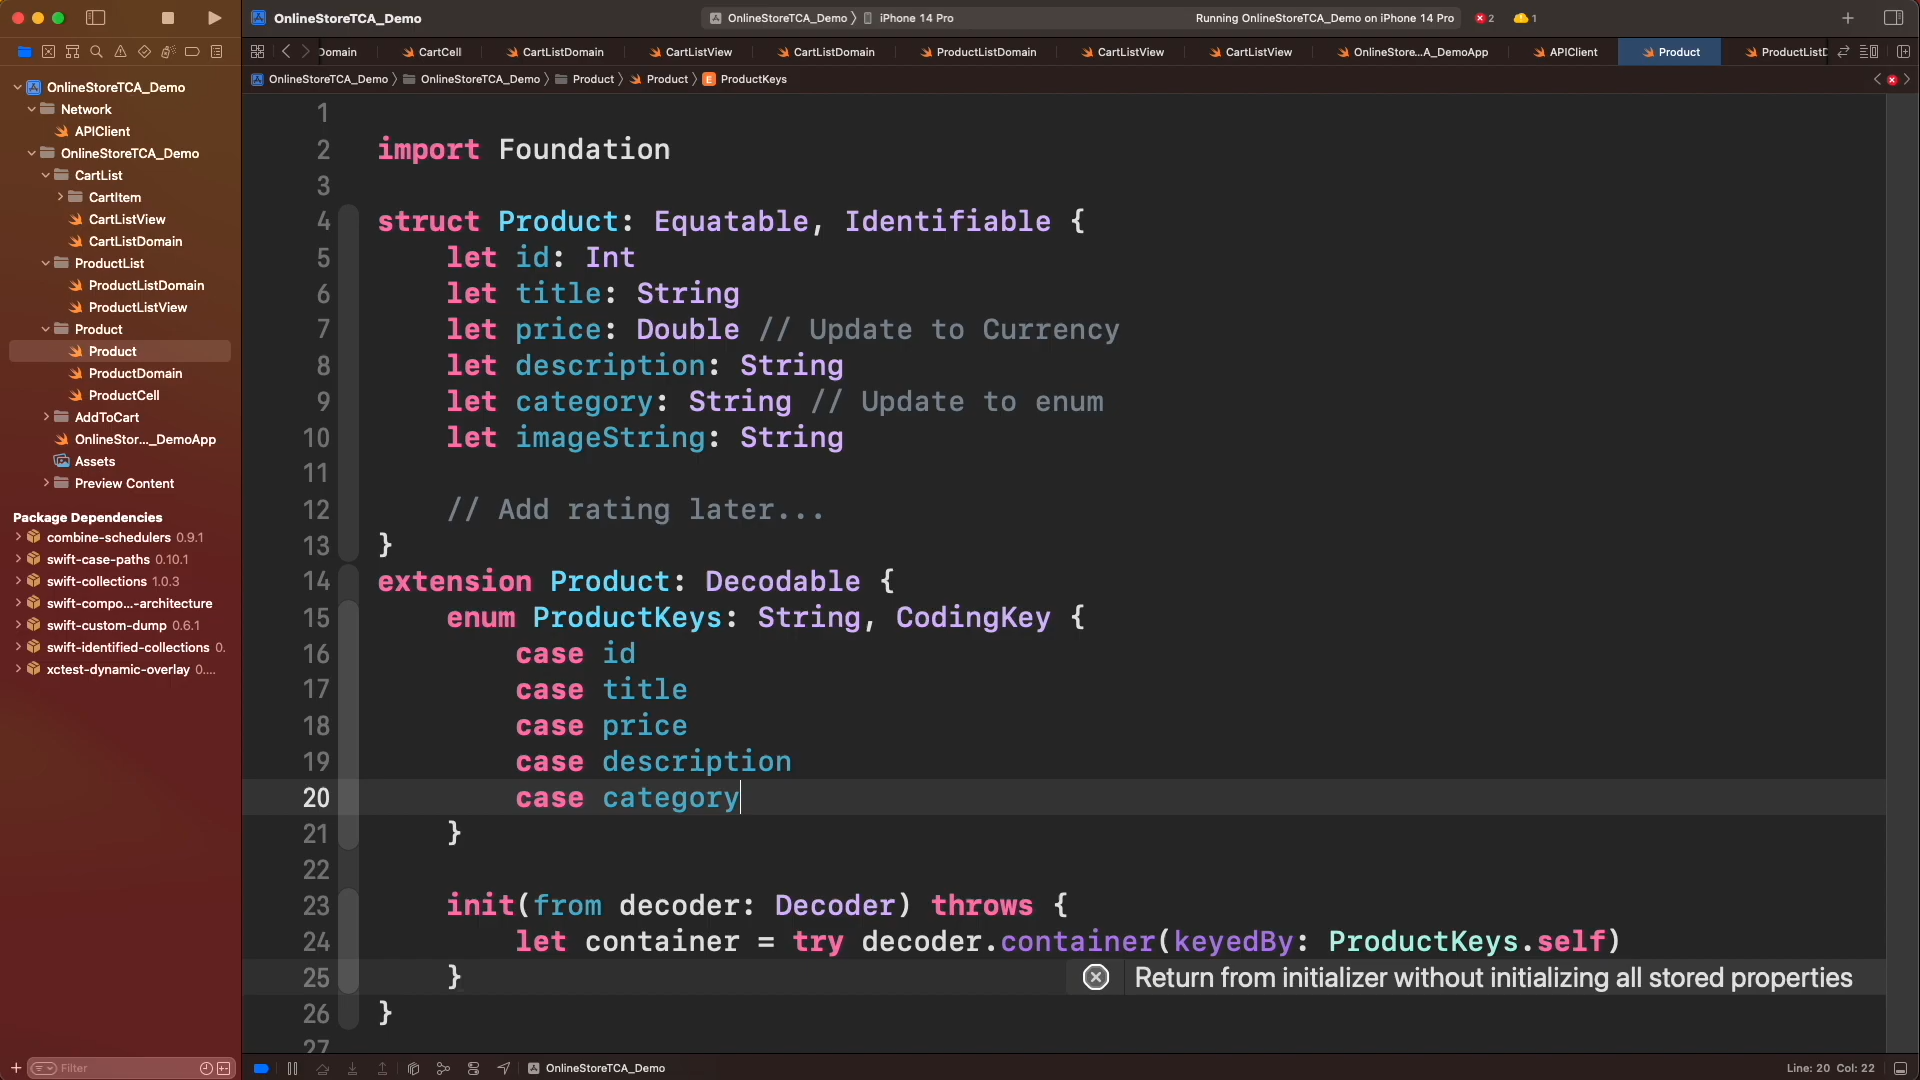 OnlineStoreTCA_Demo
OnlineStoreTCA_Demo 〉 iPhone 14 Pro
Running OnlineStoreTCA_Demo on iPhone 14 Pro
2
1
Domain
CartCell
CartListDomain
CartListView
CartListDomain
ProductListDomain
CartListView
CartListView
OnlineStore...A_DemoApp
APIClient
Product
ProductListD
OnlineStoreTCA_Demo 〉 OnlineStoreTCA_Demo 〉 Product 〉 Product 〉 E ProductKeys
OnlineStoreTCA_Demo
Network
APIClient
OnlineStoreTCA_Demo
CartList
CartItem
CartListView
CartListDomain
ProductList
ProductListDomain
ProductListView
Product
Product
ProductDomain
ProductCell
AddToCart
OnlineStor..._DemoApp
Assets
Preview Content
Package Dependencies
combine-schedulers 0.9.1
swift-case-paths 0.10.1
swift-collections 1.0.3
swift-compo...-architecture
swift-custom-dump 0.6.1
swift-identified-collections 0.
xctest-dynamic-overlay 0....
Filter
1
2 import Foundation
3
4 struct Product: Equatable, Identifiable {
5 let id: Int
6 let title: String
7 let price: Double // Update to Currency
8 let description: String
9 let category: String // Update to enum
10 let imageString: String
11
12 // Add rating later...
13 }
14 extension Product: Decodable {
15 enum ProductKeys: String, CodingKey {
16 case id
17 case title
18 case price
19 case description
20 case category
21 }
22
23 init(from decoder: Decoder) throws {
24 let container = try decoder.container(keyedBy: ProductKeys.self)
25 } Return from initializer without initializing all stored properties
26 }
27
OnlineStoreTCA_Demo
Line: 20 Col: 22